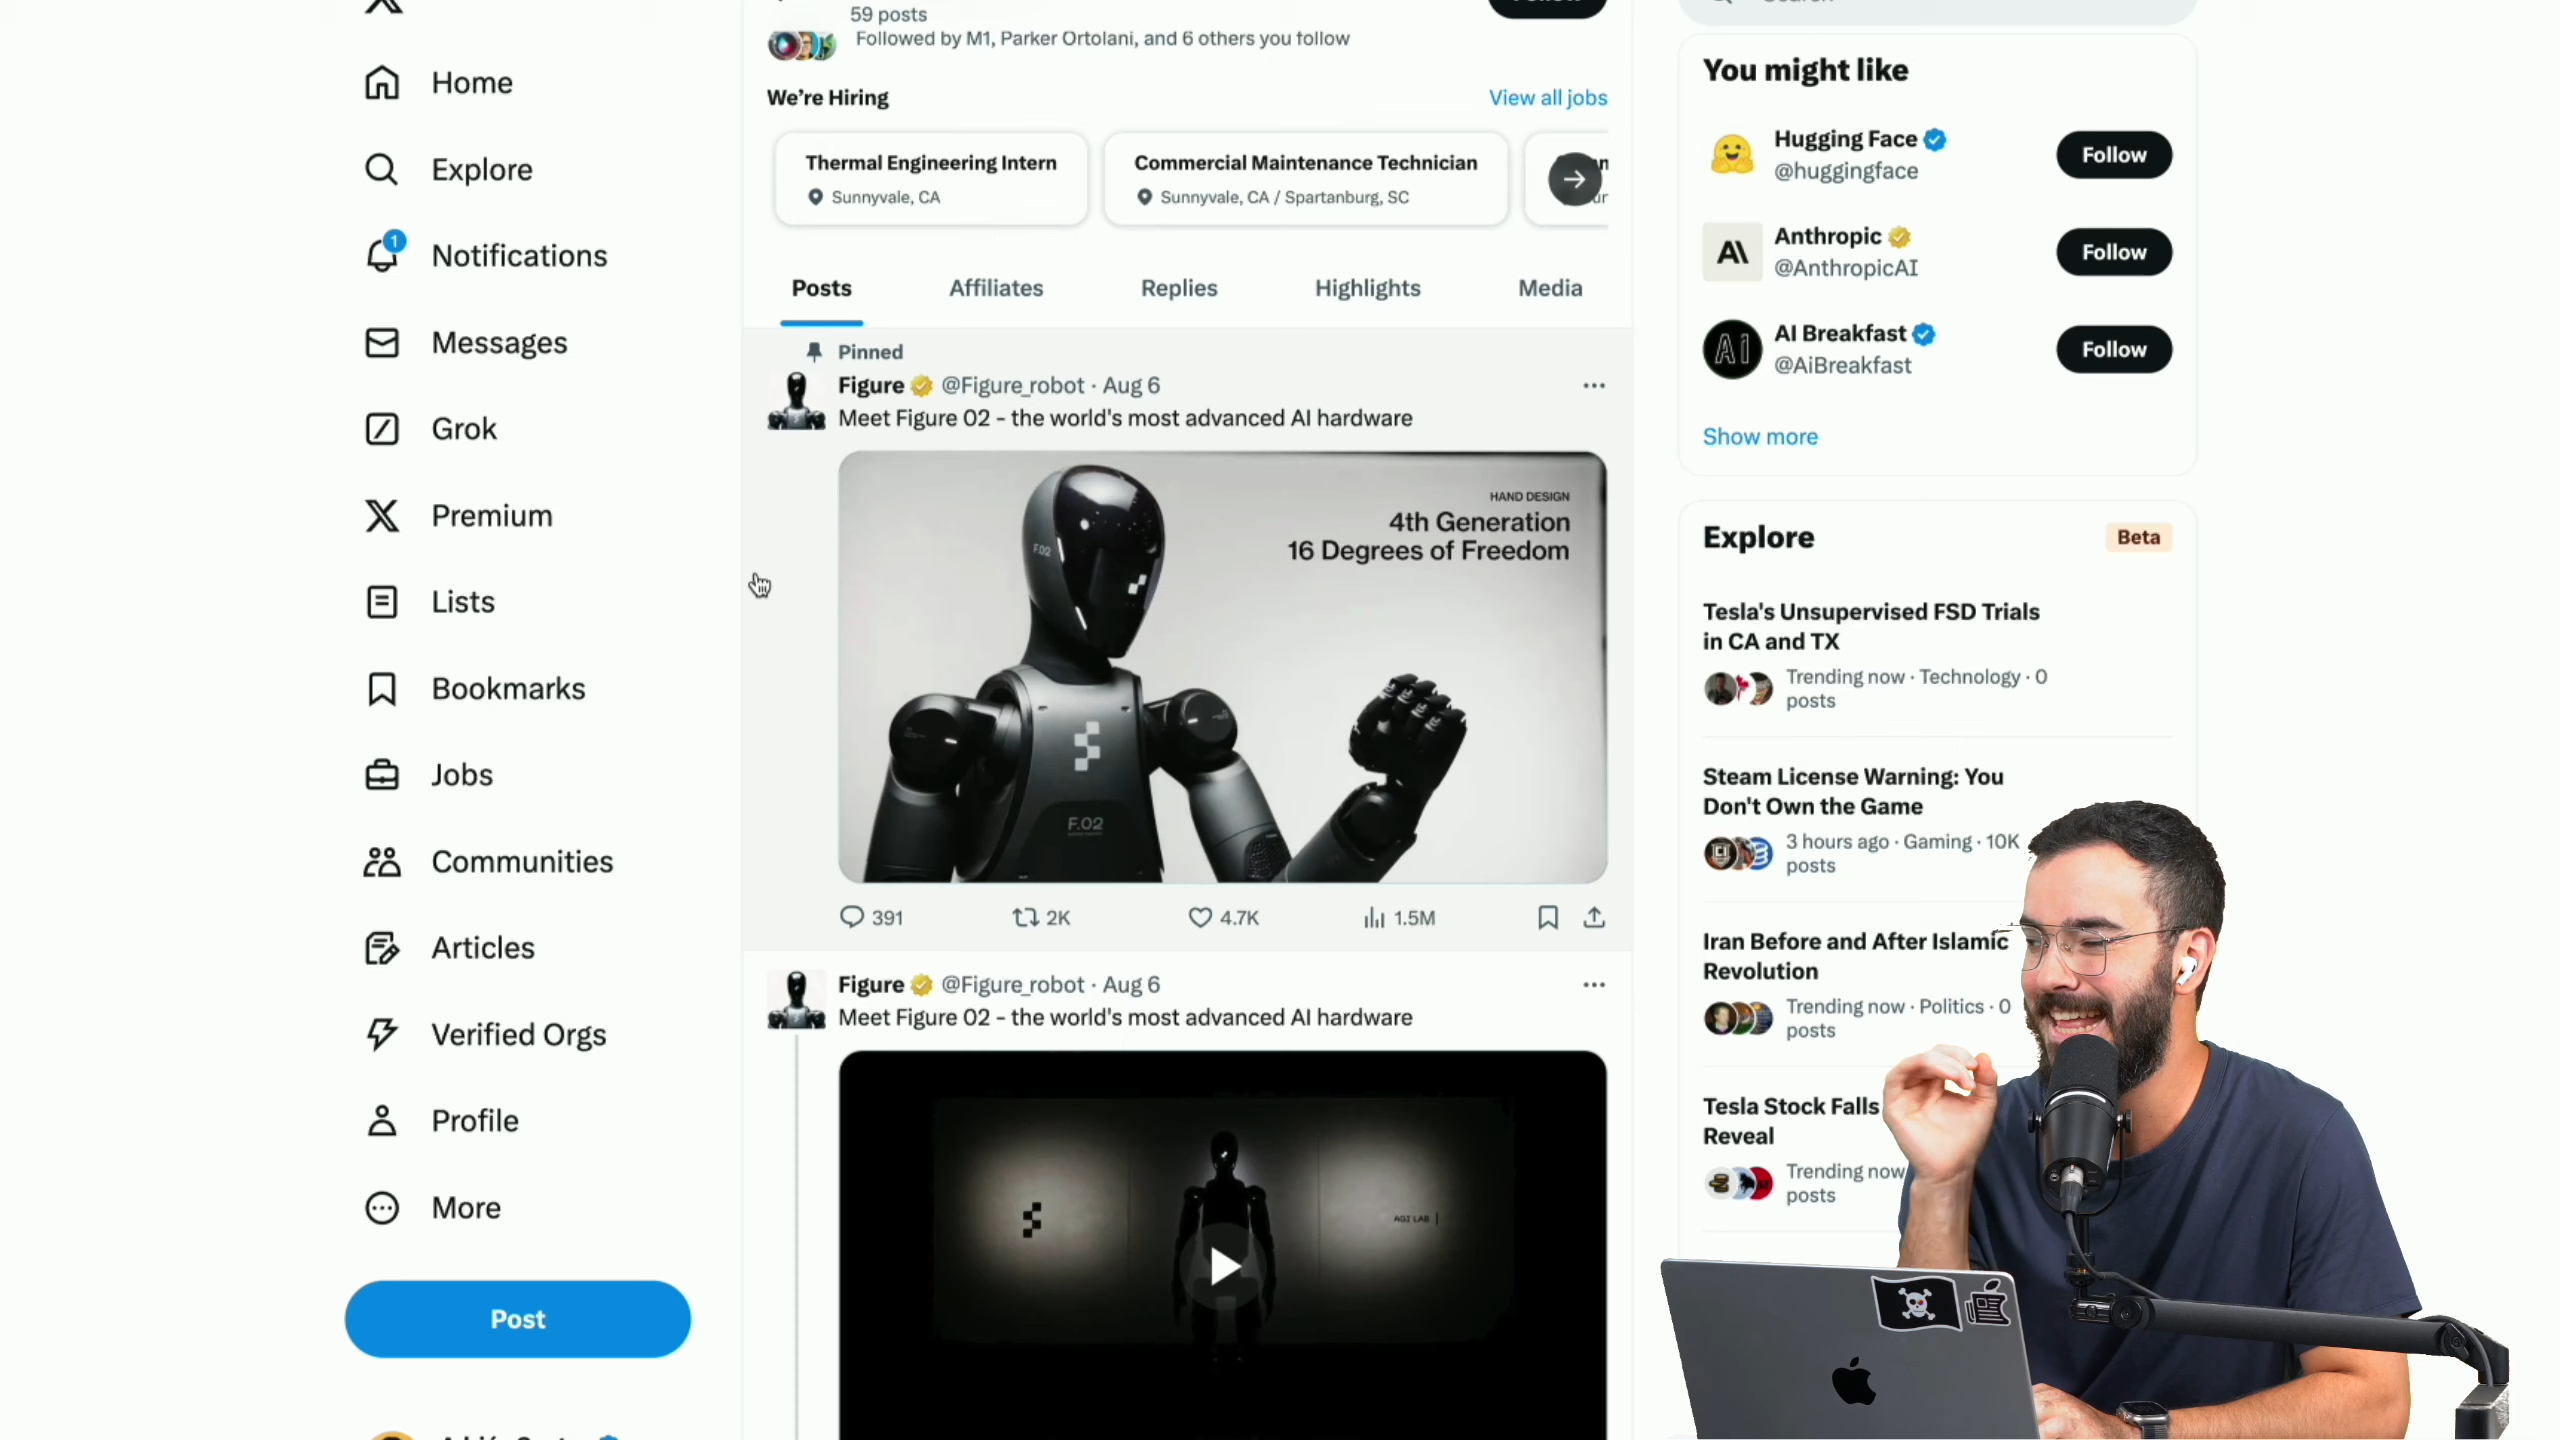 Home
Explore
1
Notifications
Messages
Grok
Premium
Lists
Bookmarks
Jobs
Communities
Articles
Verified Orgs
Profile
More
Post
59 posts
Followed by M1, Parker Ortolani, and 6 others you follow
We're Hiring
View all jobs
Thermal Engineering Intern
Sunnyvale, CA
Commercial Maintenance Technician
Sunnyvale, CA / Spartanburg, SC
Posts
Affiliates
Replies
Highlights
Media
Pinned
Figure @Figure_robot · Aug 6
Meet Figure 02 - the world's most advanced AI hardware
HAND DESIGN
4th Generation
16 Degrees of Freedom
F.02
F.02
391
2K
4.7K
1.5M
Figure @Figure_robot · Aug 6
Meet Figure 02 - the world's most advanced AI hardware
AGI LAB
You might like
Hugging Face
@huggingface
Follow
AI
Anthropic
@AnthropicAI
Follow
Ai
AI Breakfast
@AiBreakfast
Follow
Show more
Explore
Beta
Tesla's Unsupervised FSD Trials
in CA and TX
Trending now · Technology · 0
posts
Steam License Warning: You
Don't Own the Game
3 hours ago · Gaming · 10K
posts
Iran Before and After Islamic
Revolution
Trending now · Politics · 0
posts
Tesla Stock Falls
Reveal
Trending now
posts